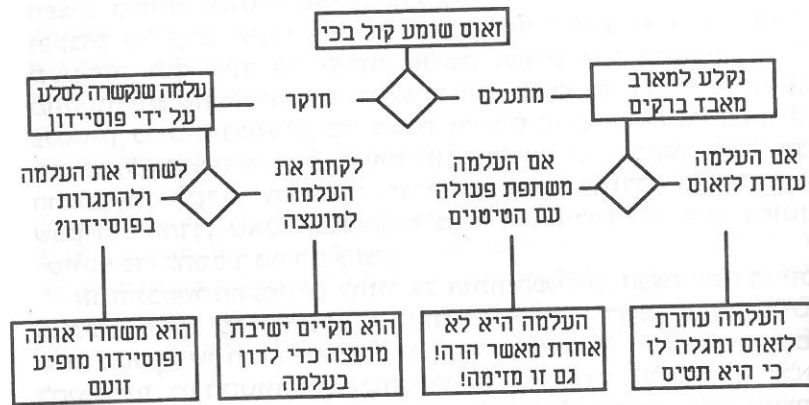 זאוס שומע קול בכי
נקלע למארב
מאבד ברקים
מתעלם
חוקר
עלמה שנקשרה לסלע
על ידי פוסיידון
אם העלמה
עוזרת לזאוס
אם העלמה
משתפת פעולה
עם הטיטנים
לקחת את
העלמה
למועצה
לשחרר את העלמה
ולהתגרות
בפוסיידון?
העלמה עוזרת
לזאוס ומגלה לו
כי היא תטיס
העלמה היא לא
אחרת מאשר הרה!
גם זו מזימה!
הוא מקיים ישיבת
מועצה כדי לדון
בעלמה
הוא משחרר אותה
ופוסיידון מופיע
זועם